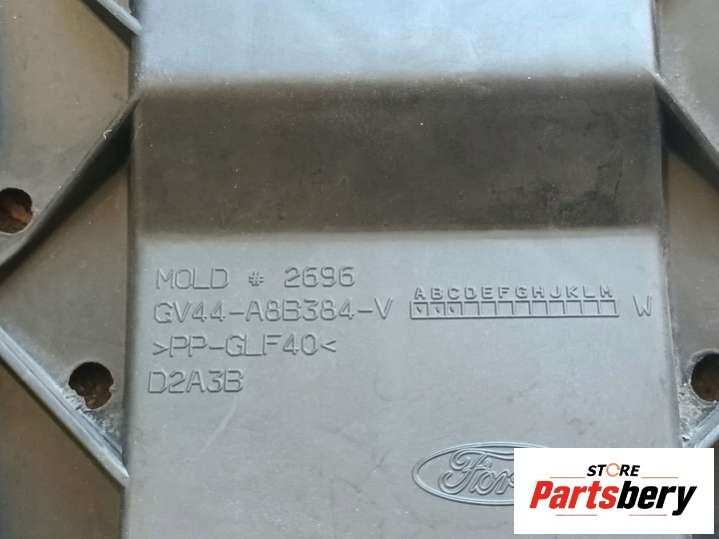 MOLD # 2696
GV44-A8B384-V ABCDEFGHJKLM W
>PP-GLF40<
D2A3B
Ford
STORE
Partsbery